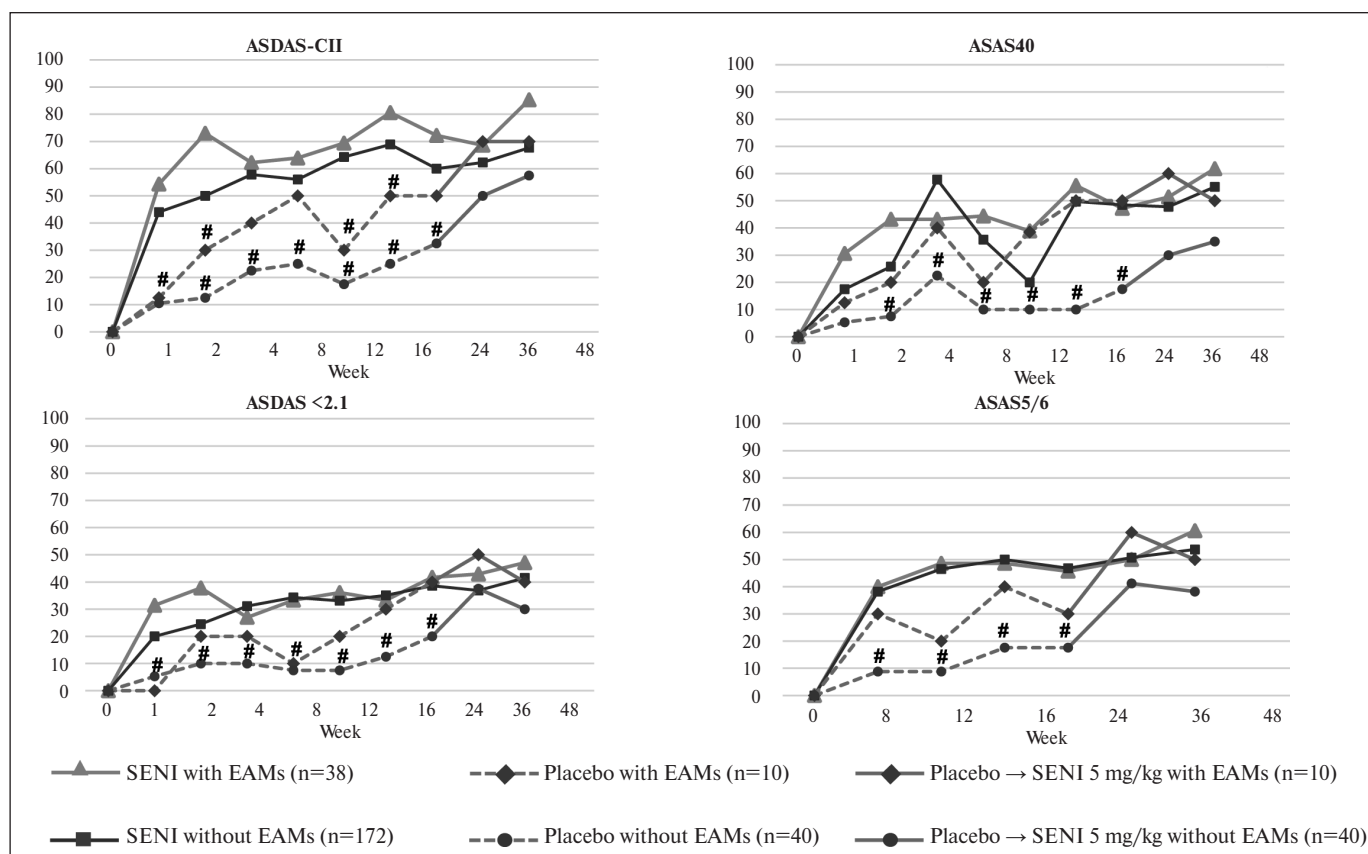 ASDAS-CII
100
90
80
70
60
50
40
30
20
10
0
# # # # # # # # # # #
0 1 2 4 8 12 16 24 36 48
Week
ASAS40
100
90
80
70
60
50
40
30
20
10
0
# # # # # #
0 1 2 4 8 12 16 24 36 48
Week
ASDAS <2.1
100
90
80
70
60
50
40
30
20
10
0
# # # # # # #
0 1 2 4 8 12 16 24 36 48
Week
ASAS5/6
100
90
80
70
60
50
40
30
20
10
0
# # # #
0 8 12 16 24 36 48
Week
SENI with EAMs (n=38)
Placebo with EAMs (n=10)
Placebo → SENI 5 mg/kg with EAMs (n=10)
SENI without EAMs (n=172)
Placebo without EAMs (n=40)
Placebo → SENI 5 mg/kg without EAMs (n=40)